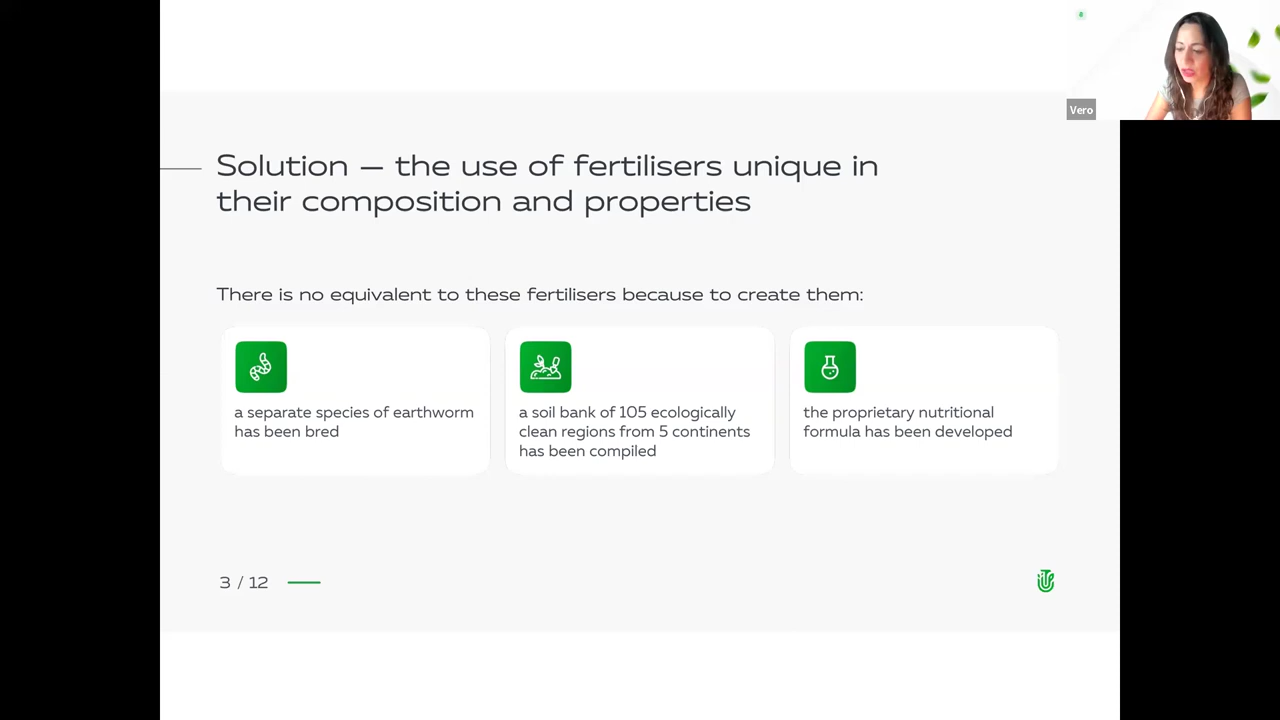 Vero
Solution — the use of fertilisers unique in
their composition and properties
There is no equivalent to these fertilisers because to create them:
a separate species of earthworm
has been bred
a soil bank of 105 ecologically
clean regions from 5 continents
has been compiled
the proprietary nutritional
formula has been developed
3 / 12